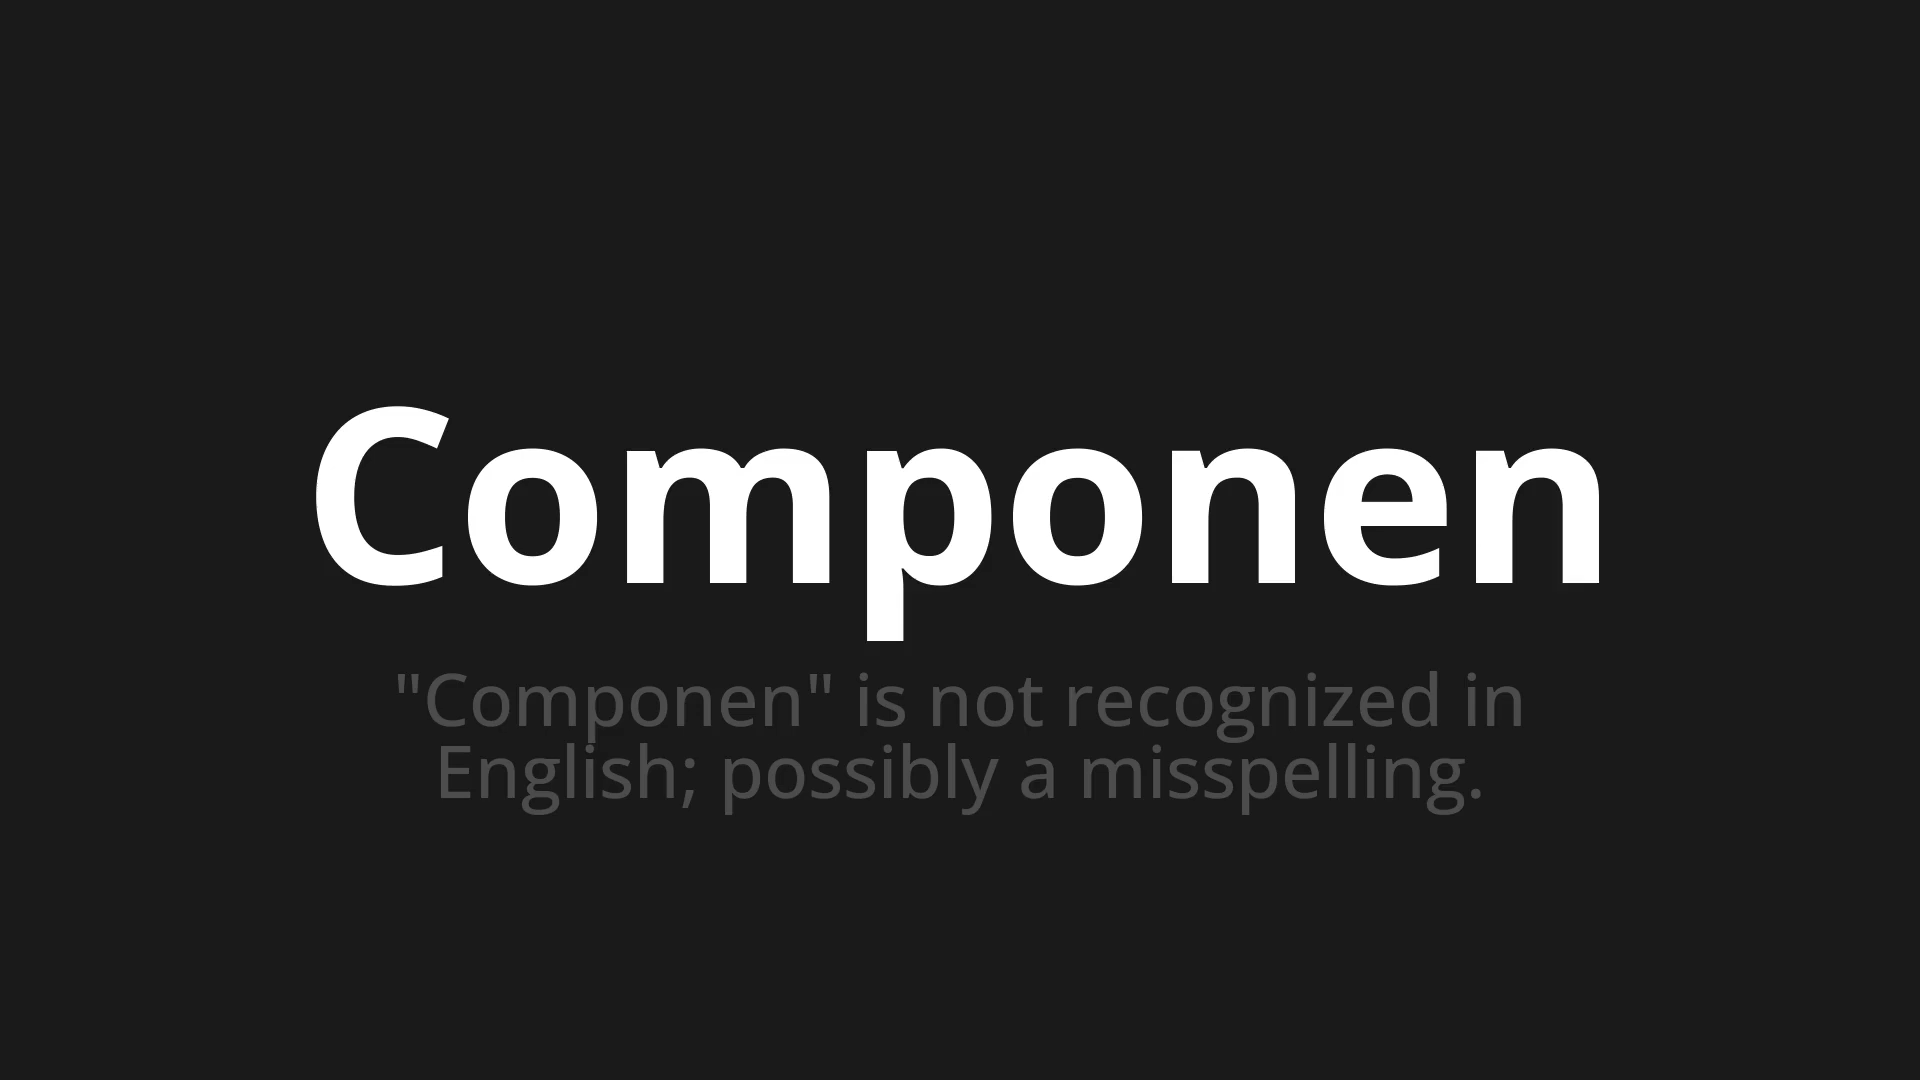 Componen
"Componen" is not recognized in
English; possibly a misspelling.